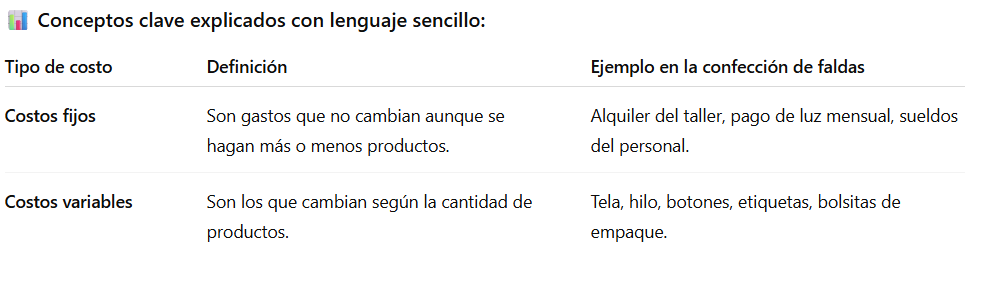 Conceptos clave explicados con lenguaje sencillo:
Tipo de costo Definición Ejemplo en la confección de faldas
Costos fijos Son gastos que no cambian aunque se Alquiler del taller, pago de luz mensual, sueldos
hagan más o menos productos. del personal.
Costos variables Son los que cambian según la cantidad de Tela, hilo, botones, etiquetas, bolsitas de
productos. empaque.